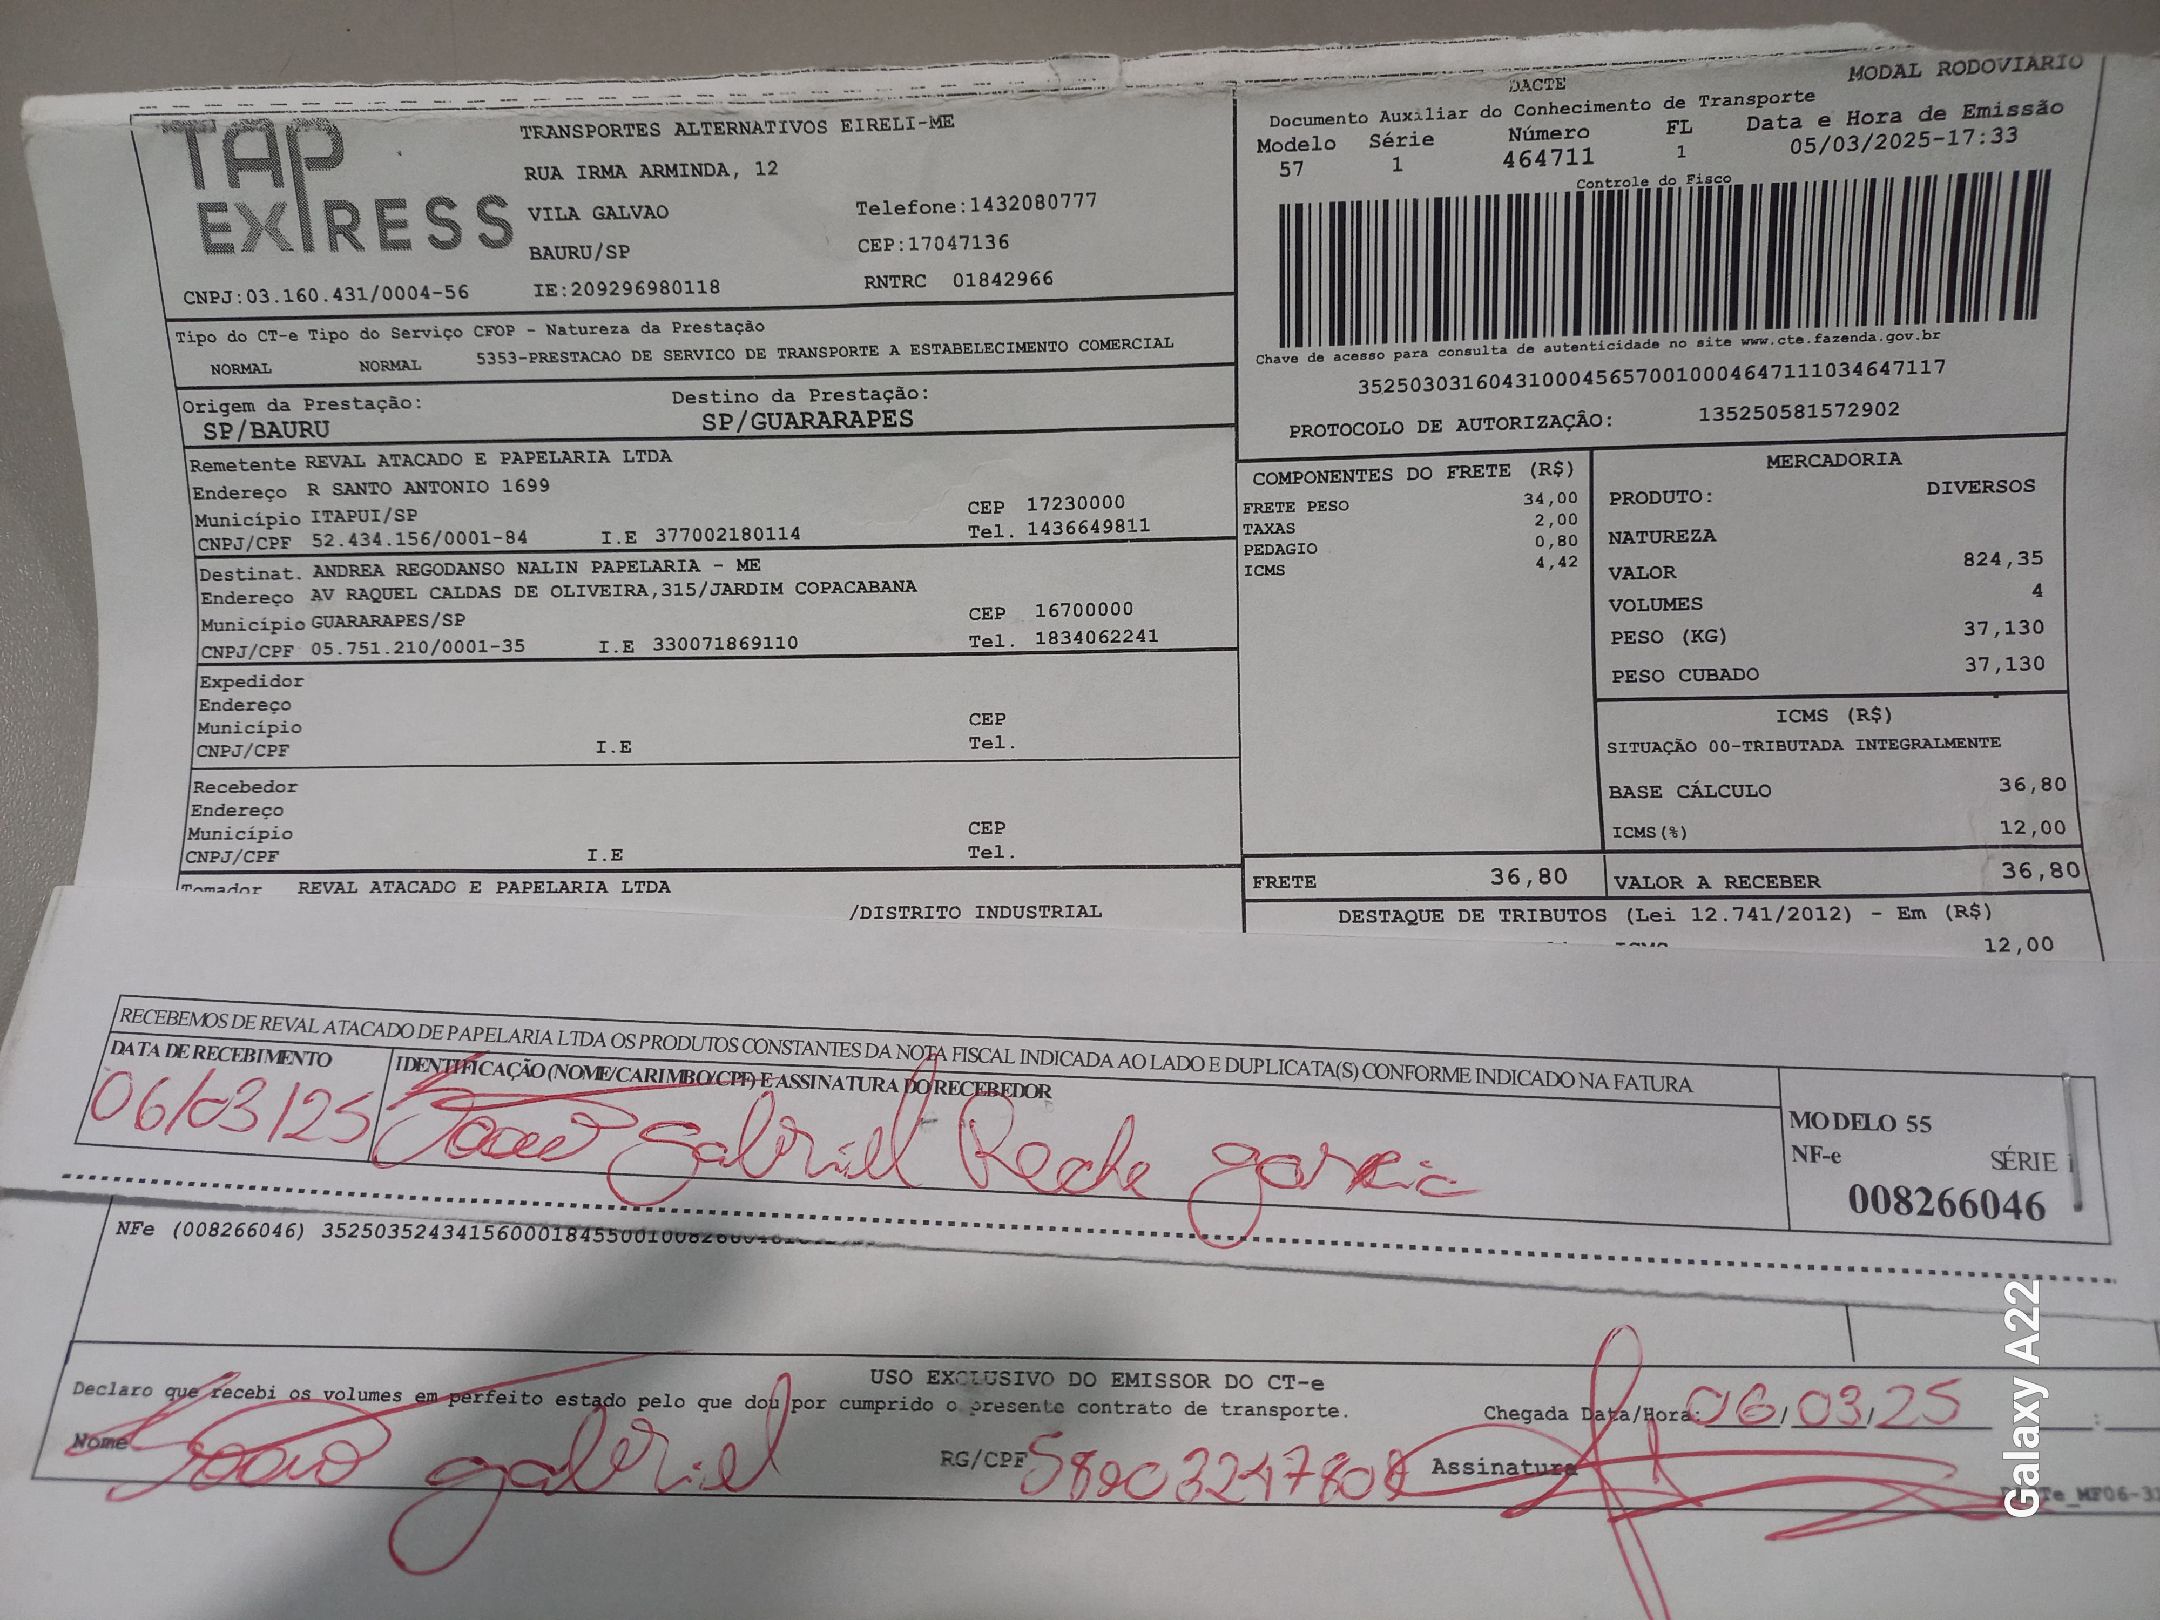 TAP EXPRESS
TRANSPORTES ALTERNATIVOS EIRELI-ME
RUA IRMA ARMINDA, 12
VILA GALVAO Telefone:1432080777
BAURU/SP CEP:17047136
CNPJ:03.160.431/0004-56 IE:209296980118 RNTRC 01842966
Tipo do CT-e Tipo do Serviço CFOP - Natureza da Prestação
NORMAL NORMAL 5353-PRESTACAO DE SERVICO DE TRANSPORTE A ESTABELECIMENTO COMERCIAL
Origem da Prestação: Destino da Prestação:
SP/BAURU SP/GUARARAPES
Remetente REVAL ATACADO E PAPELARIA LTDA
Endereço R SANTO ANTONIO 1699
Município ITAPUI/SP CEP 17230000
CNPJ/CPF 52.434.156/0001-84 I.E 377002180114 Tel. 1436649811
Destinat. ANDREA REGODANSO NALIN PAPELARIA - ME
Endereço AV RAQUEL CALDAS DE OLIVEIRA,315/JARDIM COPACABANA
Município GUARARAPES/SP CEP 16700000
CNPJ/CPF 05.751.210/0001-35 I.E 330071869110 Tel. 1834062241
Expedidor
Endereço
Município CEP
CNPJ/CPF I.E Tel.
Recebedor
Endereço
Município CEP
CNPJ/CPF I.E Tel.
Tomador REVAL ATACADO E PAPELARIA LTDA
/DISTRITO INDUSTRIAL
DACTE MODAL RODOVIÁRIO
Documento Auxiliar do Conhecimento de Transporte
Modelo Série Número FL Data e Hora de Emissão
57 1 464711 1 05/03/2025-17:33
Controle do Fisco
Chave de acesso para consulta de autenticidade no site www.cte.fazenda.gov.br
35250303160431000456570010004647111034647117
PROTOCOLO DE AUTORIZAÇÂO: 135250581572902
COMPONENTES DO FRETE (R$)
FRETE PESO 34,00
TAXAS 2,00
PEDAGIO 0,80
ICMS 4,42
MERCADORIA
PRODUTO: DIVERSOS
NATUREZA
VALOR 824,35
VOLUMES 4
PESO (KG) 37,130
PESO CUBADO 37,130
ICMS (R$)
SITUAÇÃO 00-TRIBUTADA INTEGRALMENTE
BASE CÁLCULO 36,80
ICMS(%) 12,00
FRETE 36,80 VALOR A RECEBER 36,80
DESTAQUE DE TRIBUTOS (Lei 12.741/2012) - Em (R$)
ICMS 12,00
RECEBEMOS DE REVAL ATACADO DE PAPELARIA LTDA OS PRODUTOS CONSTANTES DA NOTA FISCAL INDICADA AO LADO E DUPLICATA(S) CONFORME INDICADO NA FATURA
DATA DE RECEBIMENTO IDENTIFICAÇÃO (NOME/CARIMBO/CPF) E ASSINATURA DO RECEBEDOR
06/03/25 João Gabriel Reche Garcia
MODELO 55
NF-e SÉRIE 1
008266046
NFe (008266046)
USO EXCLUSIVO DO EMISSOR DO CT-e
Declaro que recebi os volumes em perfeito estado pelo que dou por cumprido o presente contrato de transporte.
Chegada Data/Hora: 06/03/25 :
Nome João Gabriel RG/CPF Assinatura
Galaxy A22